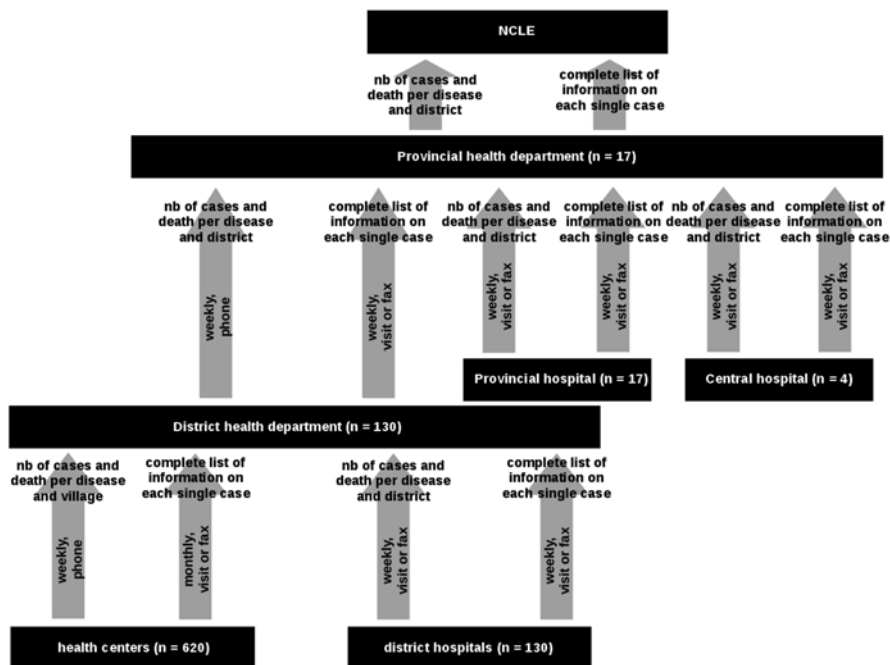 NCLE
nb of cases and
death per disease
and district
complete list of
information on
each single case
Provincial health department (n = 17)
nb of cases and
death per disease
and district
complete list of
information on
each single case
nb of cases and
death per disease
and district
complete list of
information on
each single case
nb of cases and
death per disease
and district
complete list of
information on
each single case
weekly,
phone
weekly,
visit or fax
weekly,
visit or fax
weekly,
visit or fax
weekly,
visit or fax
weekly,
visit or fax
Provincial hospital (n = 17)
Central hospital (n = 4)
District health department (n = 130)
nb of cases and
death per disease
and village
complete list of
information on
each single case
nb of cases and
death per disease
and district
complete list of
information on
each single case
weekly,
phone
monthly,
visit or fax
weekly,
visit or fax
weekly,
visit or fax
health centers (n = 620)
district hospitals (n = 130)